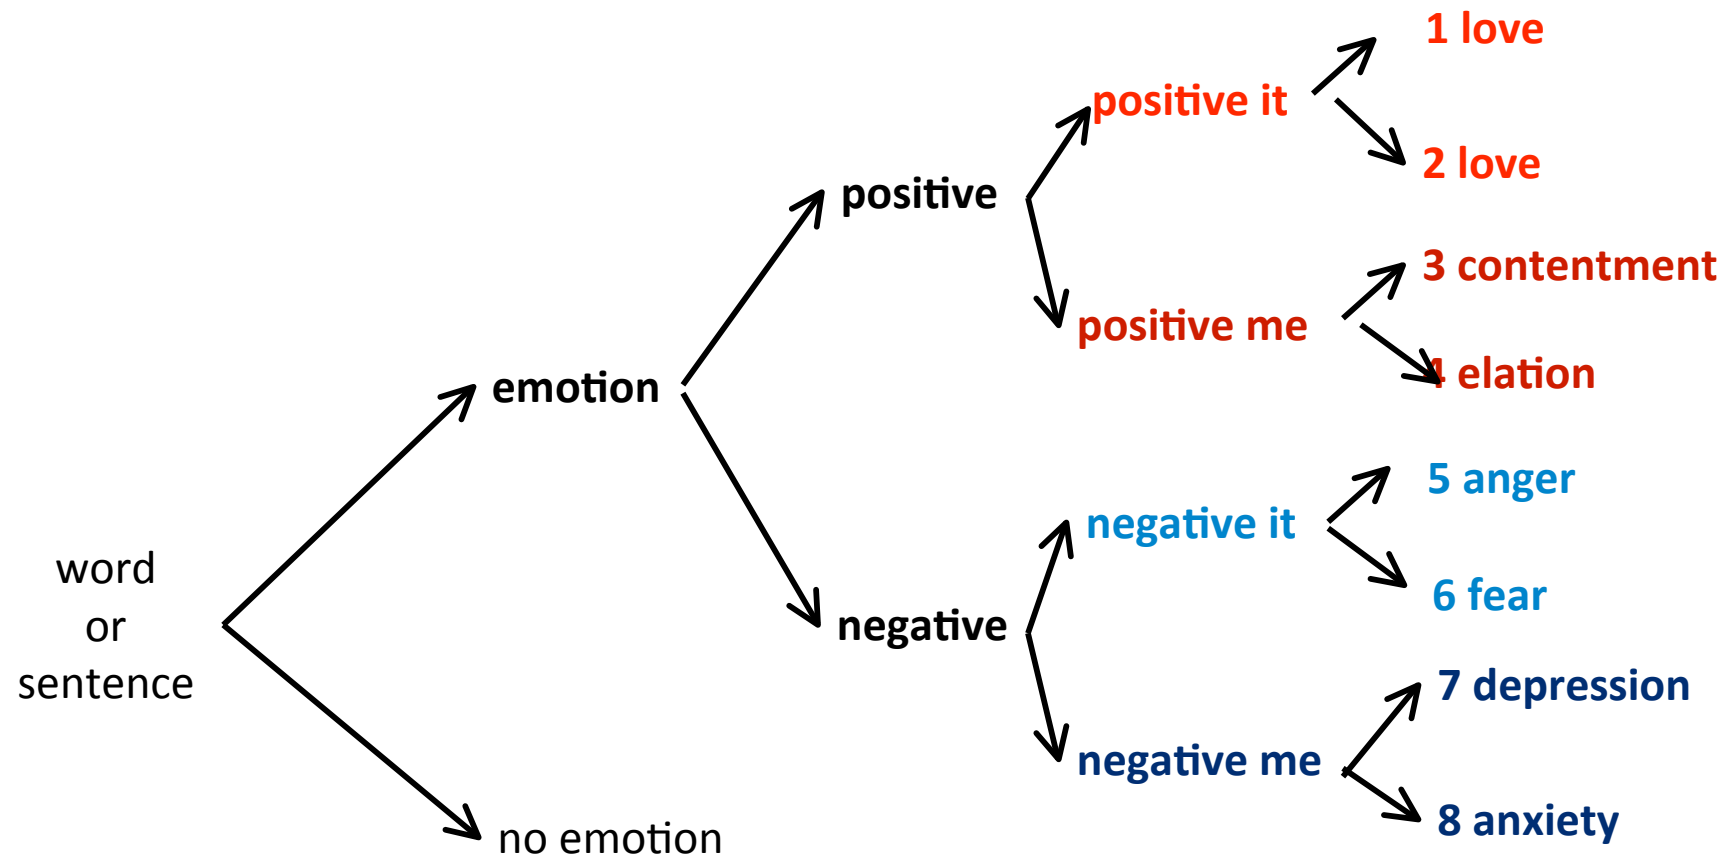 1 love
positive it
2 love
positive
3 contentment
positive me
4 elation
emotion
5 anger
negative it
6 fear
word
or
sentence
negative
7 depression
negative me
8 anxiety
no emotion